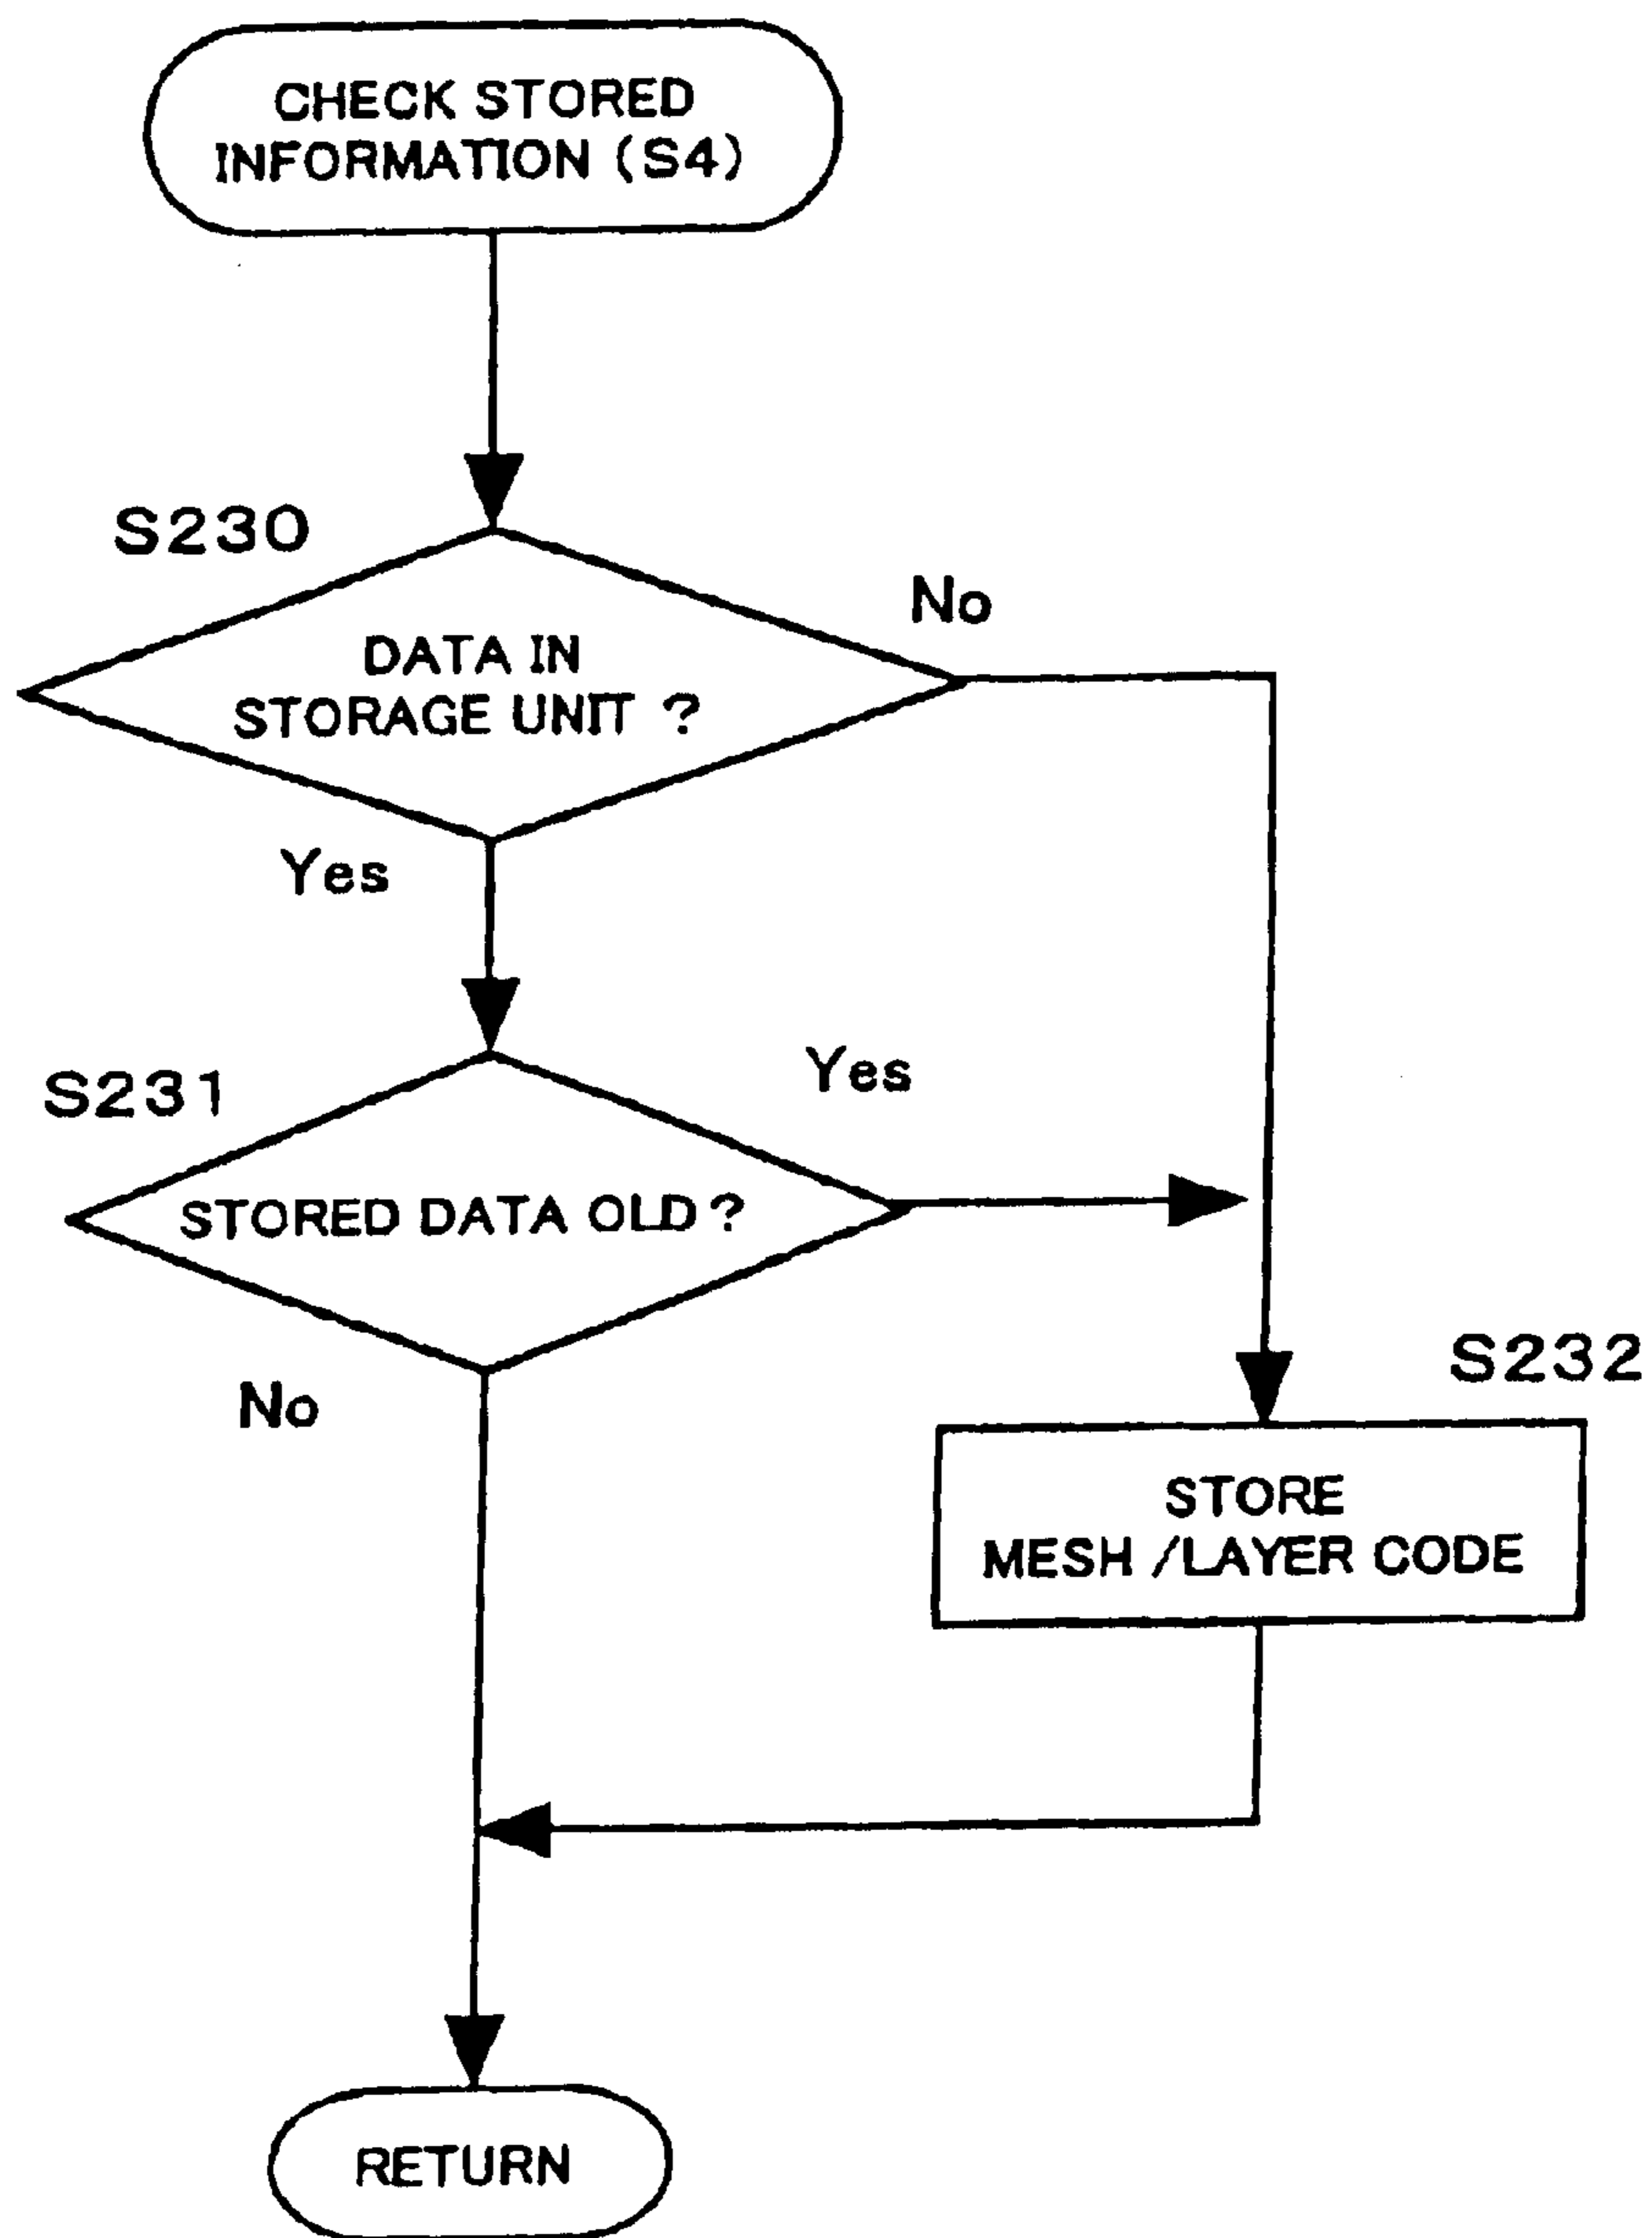 CHECK STORED
INFORMATION (S4)
S230
No
DATA IN
STORAGE UNIT ?
Yes
Yes
S231
STORED DATA OLD ?
No
S232
STORE
MESH /LAYER CODE
RETURN